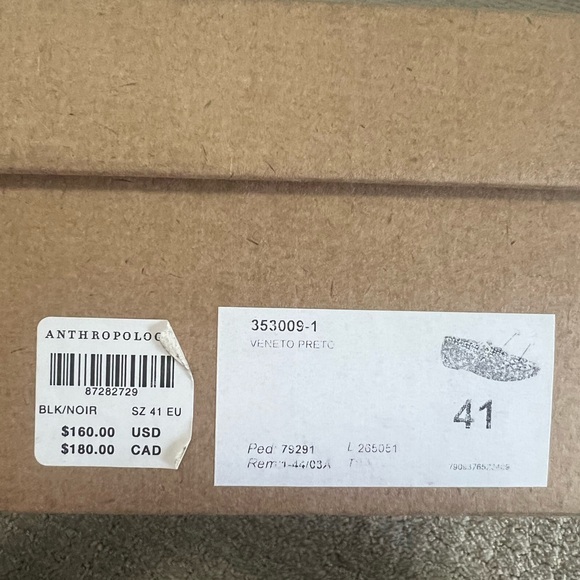 ANTHROPOLOG
87282729
BLK/NOIR SZ 41 EU
$160.00 USD
$180.00 CAD
353009-1
VENETO PRETO
41
Ped: 79291 L 265051